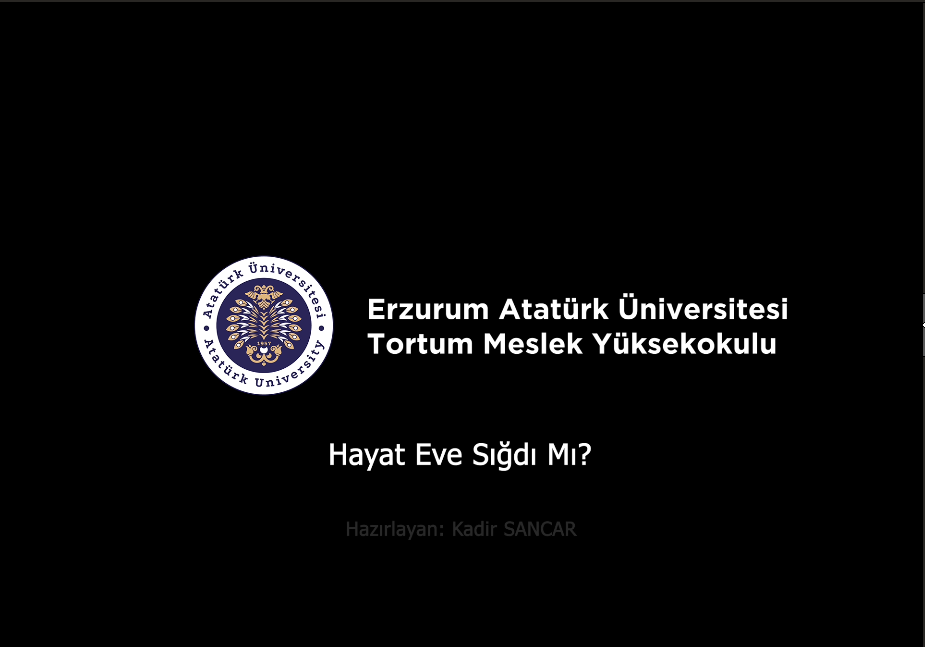 Atatürk Üniversitesi
Atatürk University
1957
Erzurum Atatürk Üniversitesi
Tortum Meslek Yüksekokulu
Hayat Eve Sığdı Mı?
Hazırlayan: Kadir SANCAR